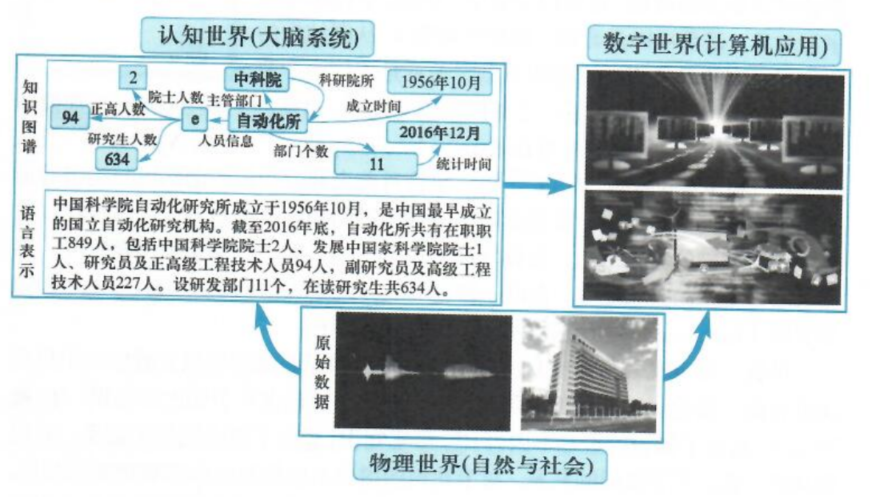 认知世界(大脑系统)
数字世界(计算机应用)
知识图谱
2
中科院
科研院所
1956年10月
院士人数
主管部门
成立时间
94
正高人数
e
自动化所
2016年12月
研究生人数
人员信息
部门个数
634
11
统计时间
语言表示
中国科学院自动化研究所成立于1956年10月，是中国最早成立
的国立自动化研究机构。截至2016年底，自动化所共有在职职
工849人，包括中国科学院院士2人、发展中国家科学院院士1
人、研究员及正高级工程技术人员94人，副研究员及高级工程
技术人员227人。设研发部门11个，在读研究生共634人。
原始数据
物理世界(自然与社会)